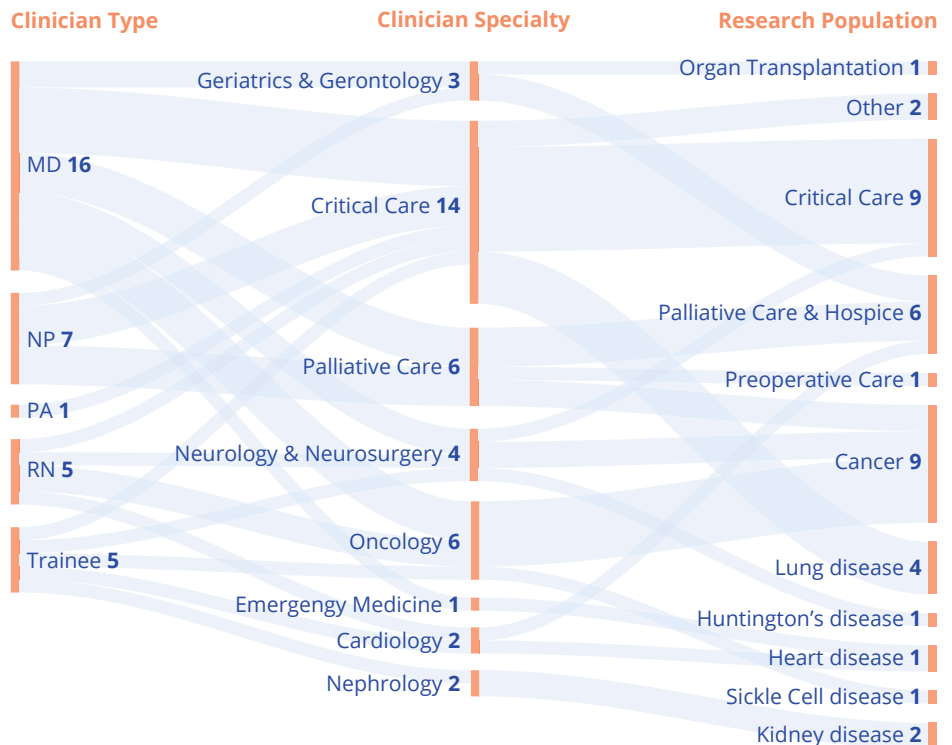 Clinician Type
Clinician Specialty
Research Population
MD 16
NP 7
PA 1
RN 5
Trainee 5
Geriatrics & Gerontology 3
Critical Care 14
Palliative Care 6
Neurology & Neurosurgery 4
Oncology 6
Emergengy Medicine 1
Cardiology 2
Nephrology 2
Organ Transplantation 1
Other 2
Critical Care 9
Palliative Care & Hospice 6
Preoperative Care 1
Cancer 9
Lung disease 4
Huntington’s disease 1
Heart disease 1
Sickle Cell disease 1
Kidney disease 2